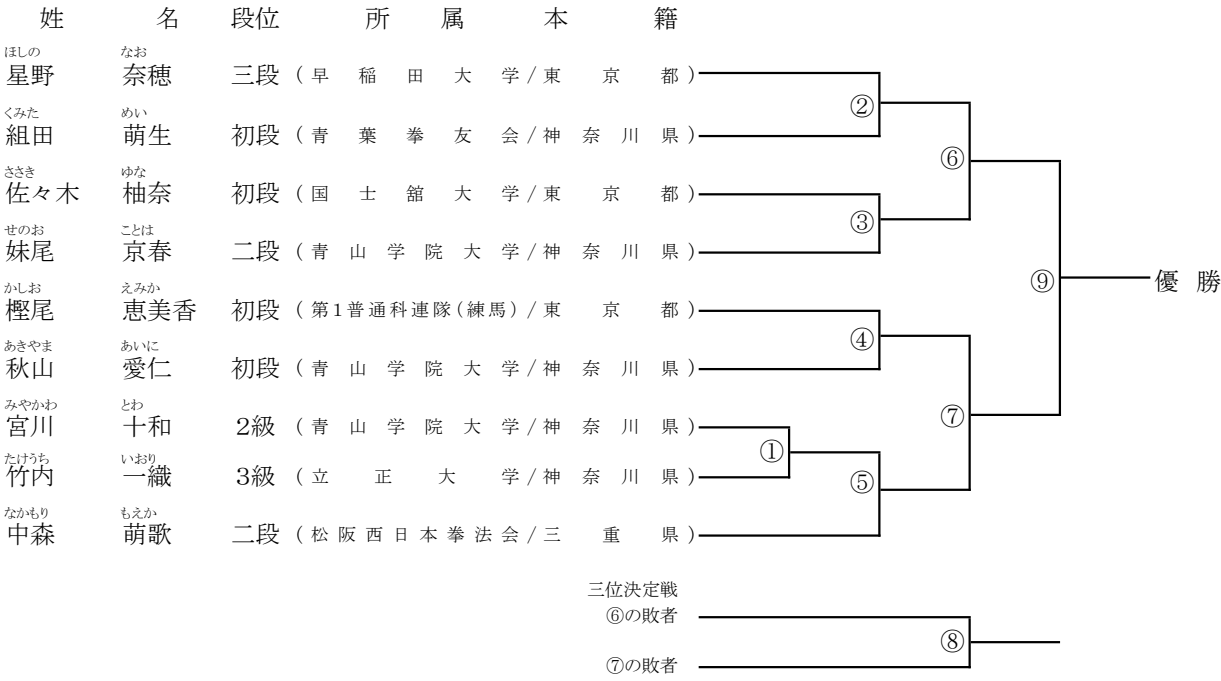 姓 名 段位 所属本籍
ほしの なお
星野 奈穂 三段 (早稲田大学/東京都)
②
くみた めい
組田 萌生 初段 (青葉拳友会/神奈川県)
⑥
ささき ゆな
佐々木 柚奈 初段 (国士舘大学/東京都)
③
せのお ことは
妹尾 京春 二段 (青山学院大学/神奈川県)
⑨ 優勝
かしお えみか
樫尾 恵美香 初段 (第1普通科連隊(練馬)/東京都)
④
あきやま あいに
秋山 愛仁 初段 (青山学院大学/神奈川県)
みやかわ とわ
宮川 十和 2級 (青山学院大学/神奈川県)
⑦
①
たけうち いおり
竹内 一織 3級 (立正大学/神奈川県)
⑤
なかもり もえか
中森 萌歌 二段 (松阪西日本拳法会/三重県)
三位決定戦
⑥の敗者
⑧
⑦の敗者